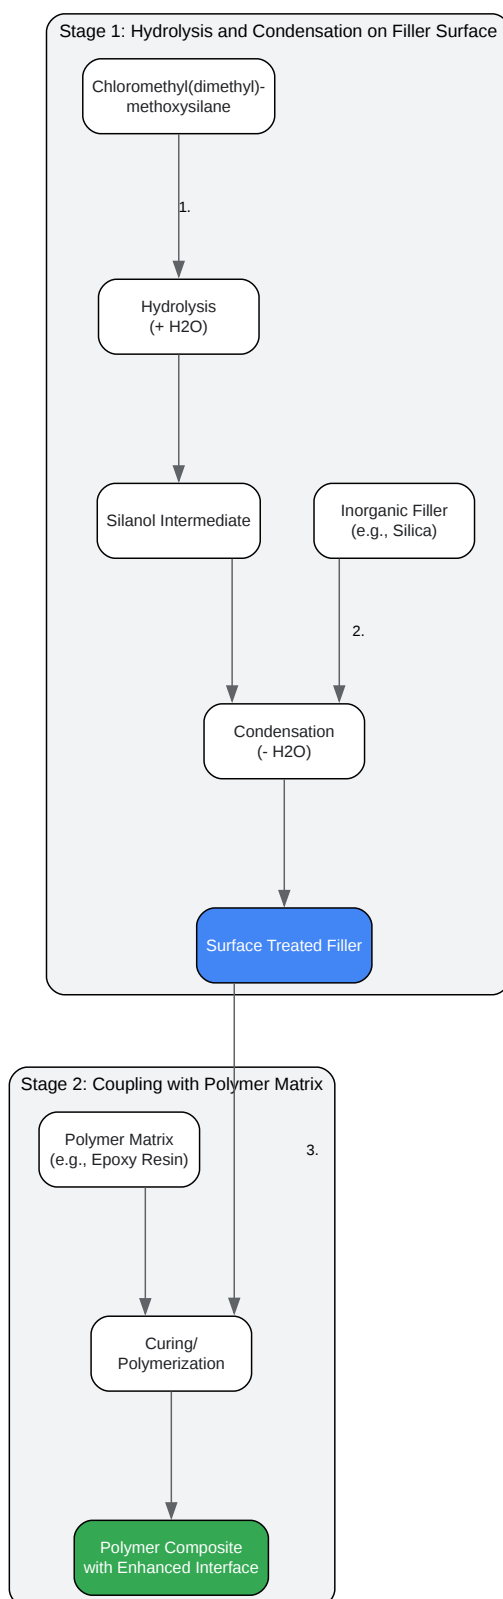 Stage 1: Hydrolysis and Condensation on Filler Surface
Chloromethyl(dimethyl)-
methoxysilane
1.
Hydrolysis
(+ H2O)
Silanol Intermediate
Inorganic Filler
(e.g., Silica)
2.
Condensation
(- H2O)
Surface Treated Filler
Stage 2: Coupling with Polymer Matrix
Polymer Matrix
(e.g., Epoxy Resin)
3.
Curing/
Polymerization
Polymer Composite
with Enhanced Interface